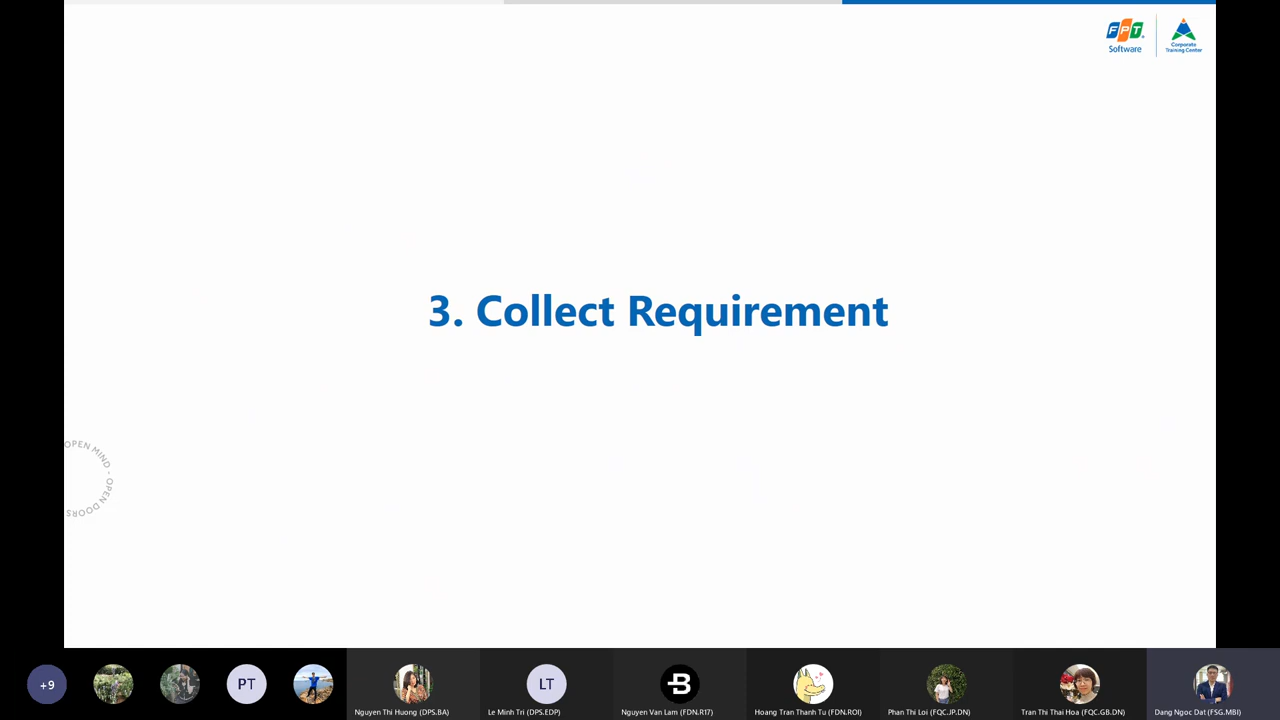 FPT
Software
Corporate
Training Center
3. Collect Requirement
OPEN MIND - OPEN DOORS
+9
PT
LT
B
Nguyen Thi Huong (DPS.BA)
Le Minh Tri (DPS.EDP)
Nguyen Van Lam (FDN.R17)
Hoang Tran Thanh Tu (FDN.ROI)
Phan Thi Loi (FQC.JP.DN)
Tran Thi Thai Hoa (FQC.GB.DN)
Dang Ngoc Dat (FSG.MBI)